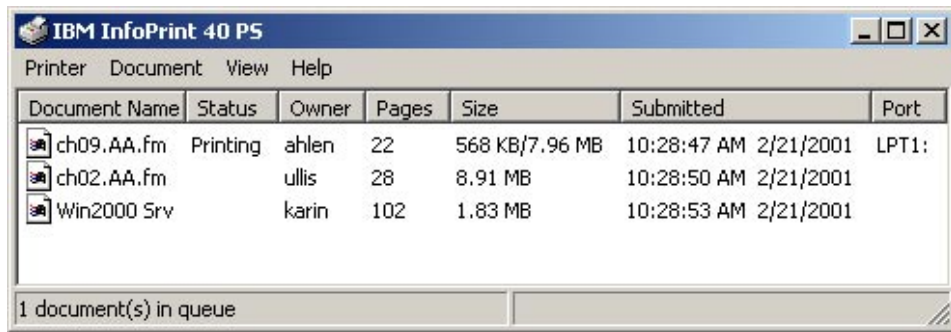 IBM InfoPrint 40 PS
Printer Document View Help
Document Name Status Owner Pages Size Submitted Port
ch09.AA.fm Printing ahlen 22 568 KB/7.96 MB 10:28:47 AM 2/21/2001 LPT1:
ch02.AA.fm ullis 28 8.91 MB 10:28:50 AM 2/21/2001
Win2000 Srv karin 102 1.83 MB 10:28:53 AM 2/21/2001
1 document(s) in queue